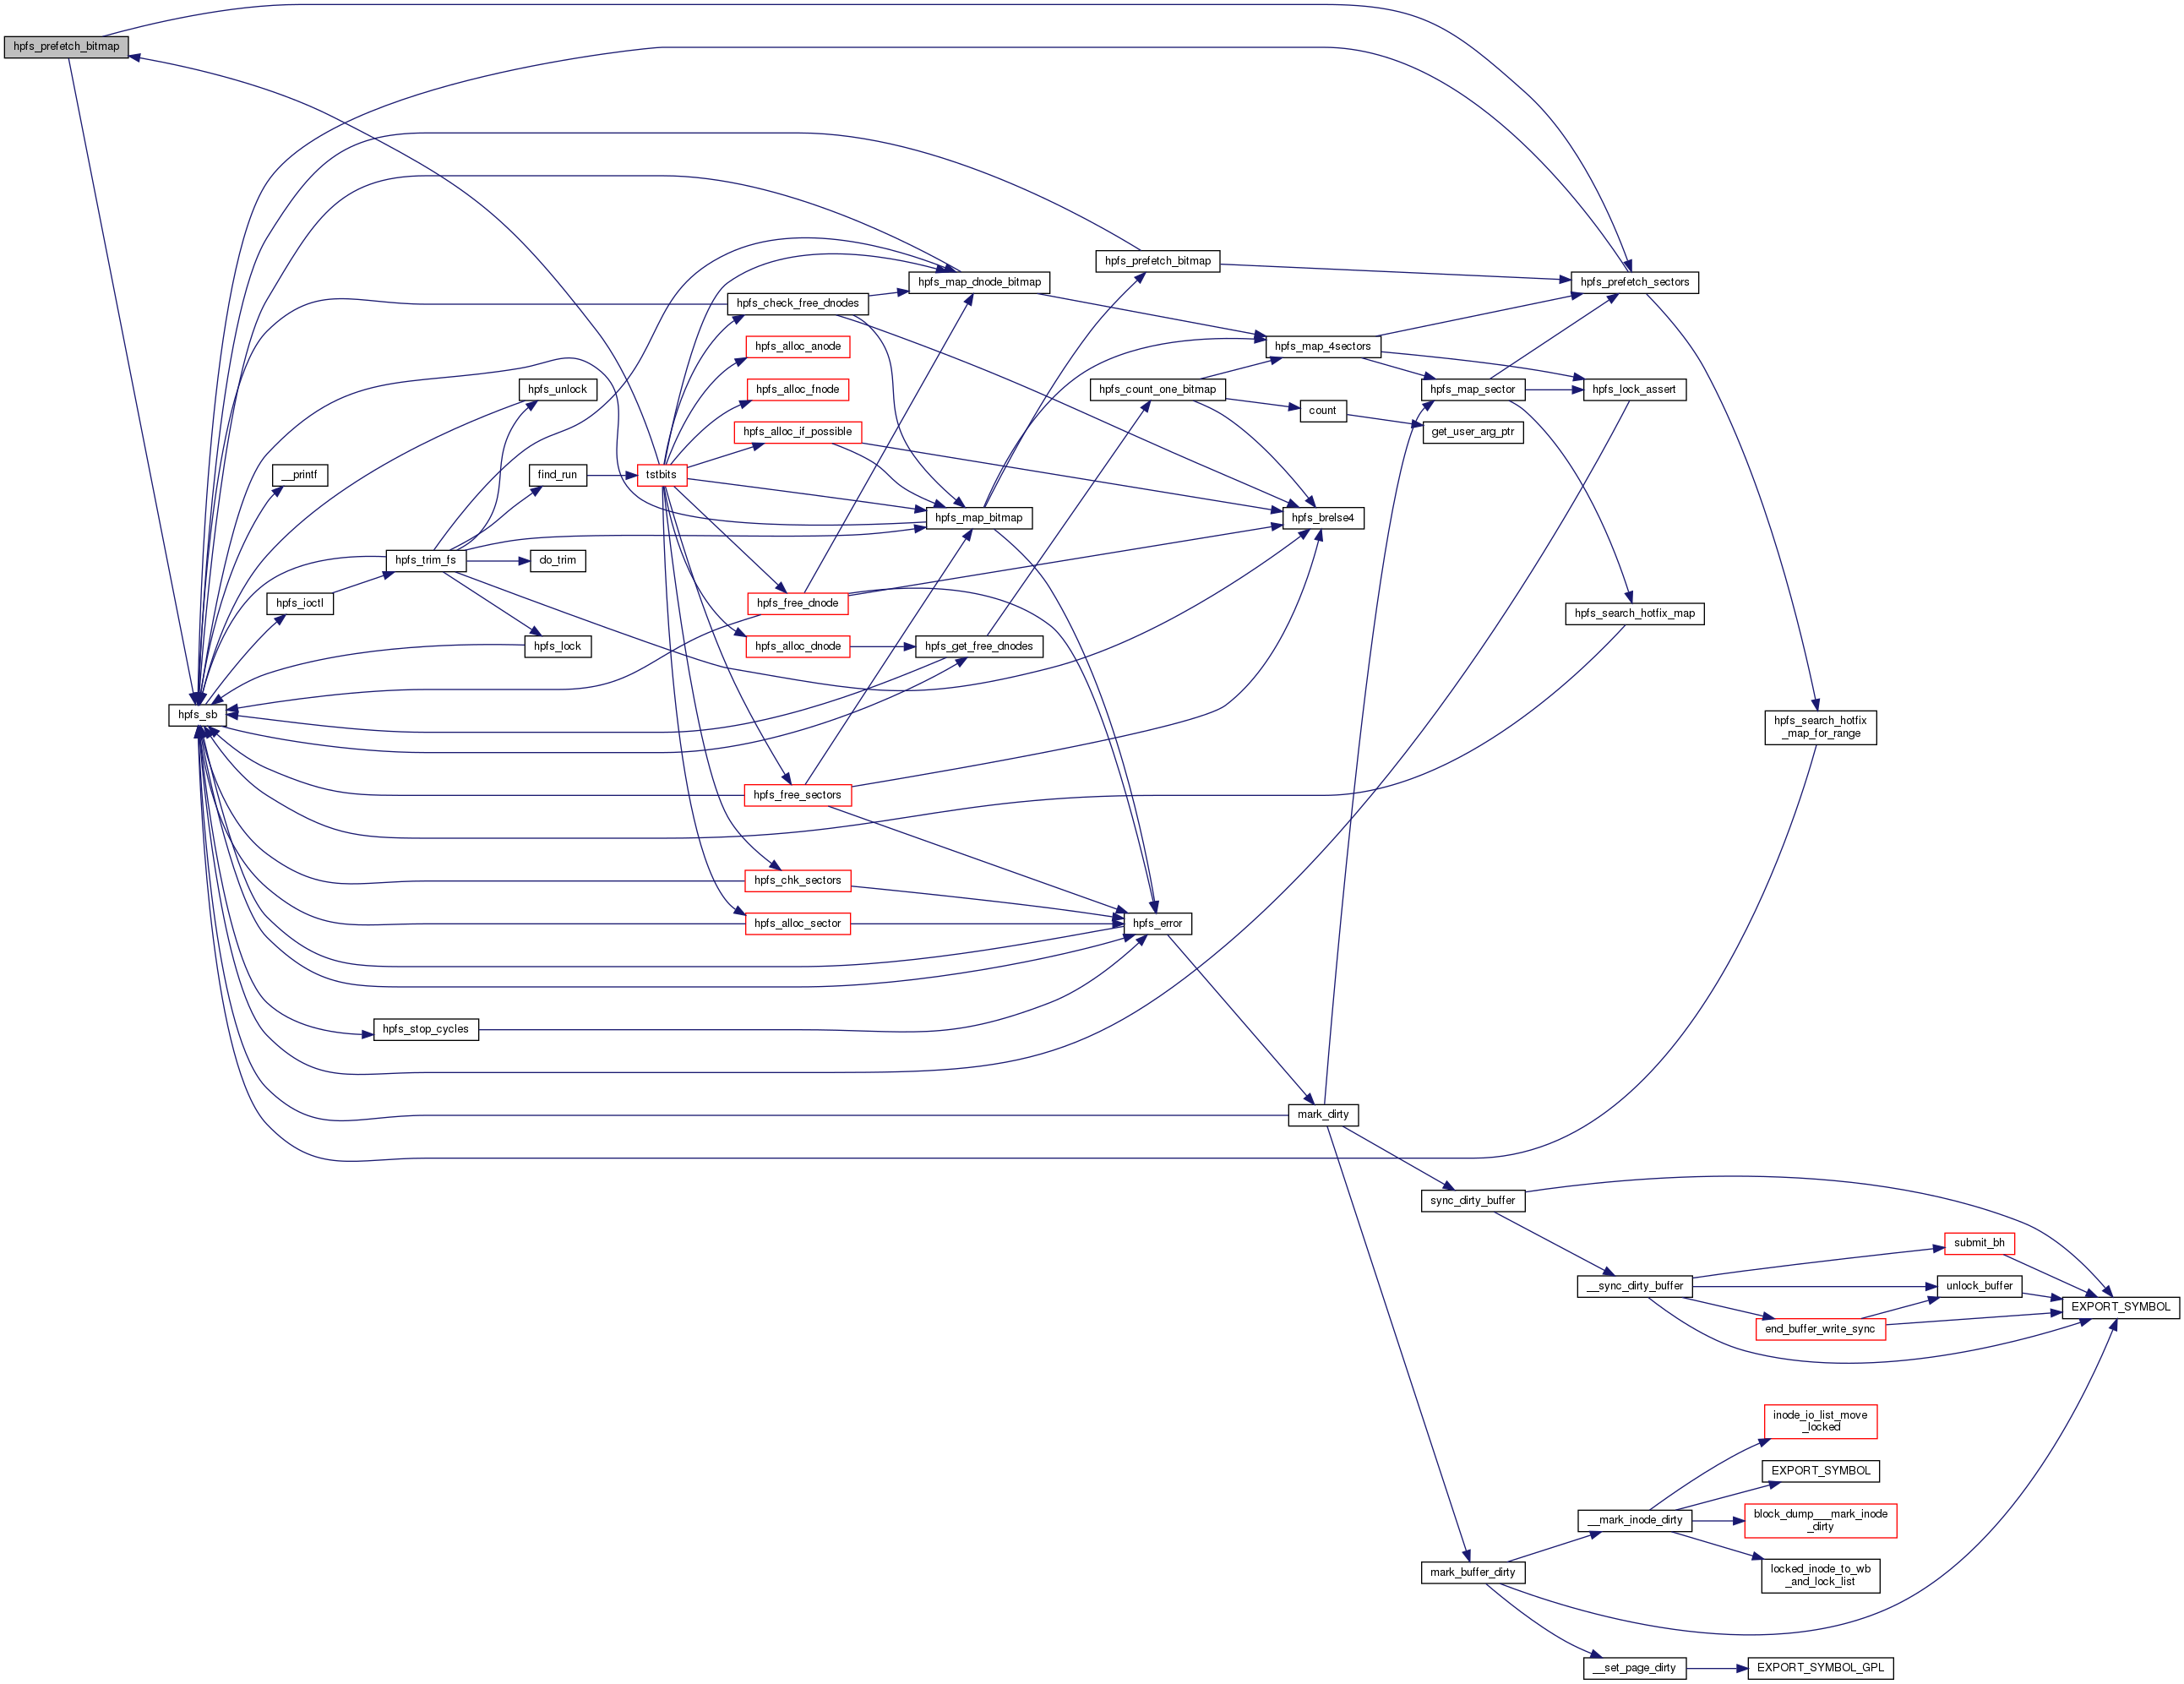 hpfs_prefetch_bitmap
hpfs_prefetch_bitmap
hpfs_map_dnode_bitmap
hpfs_prefetch_sectors
hpfs_check_free_dnodes
hpfs_alloc_anode
hpfs_map_4sectors
hpfs_unlock
hpfs_alloc_fnode
hpfs_count_one_bitmap
hpfs_map_sector
hpfs_lock_assert
count
hpfs_alloc_if_possible
get_user_arg_ptr
__printf
find_run
tstbits
hpfs_map_bitmap
hpfs_brelse4
hpfs_trim_fs
do_trim
hpfs_ioctl
hpfs_free_dnode
hpfs_search_hotfix_map
hpfs_lock
hpfs_alloc_dnode
hpfs_get_free_dnodes
hpfs_sb
hpfs_search_hotfix
_map_for_range
hpfs_free_sectors
hpfs_chk_sectors
hpfs_alloc_sector
hpfs_error
hpfs_stop_cycles
mark_dirty
sync_dirty_buffer
submit_bh
__sync_dirty_buffer
unlock_buffer
EXPORT_SYMBOL
end_buffer_write_sync
inode_io_list_move
_locked
EXPORT_SYMBOL
__mark_inode_dirty
block_dump___mark_inode
_dirty
mark_buffer_dirty
locked_inode_to_wb
_and_lock_list
__set_page_dirty
EXPORT_SYMBOL_GPL